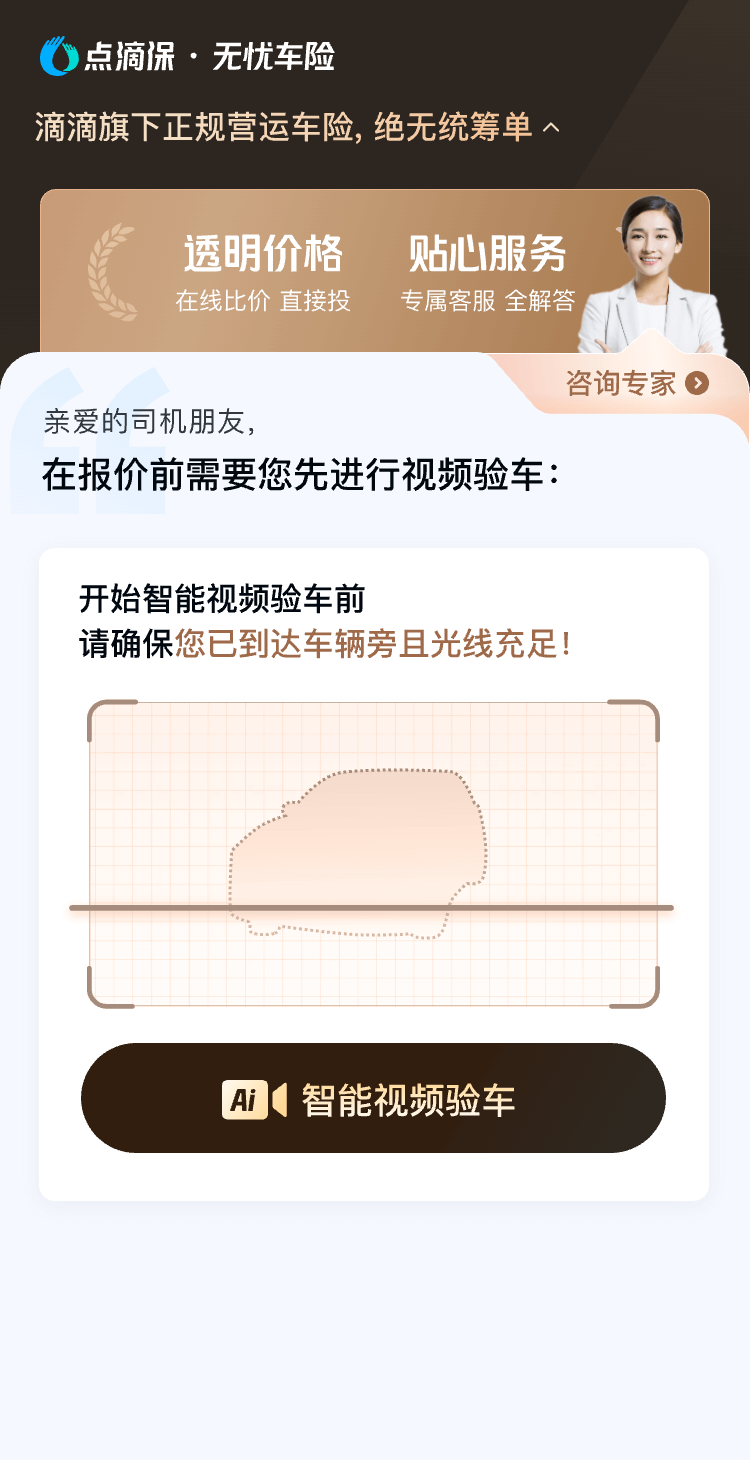 点滴保·无忧车险
滴滴旗下正规营运车险, 绝无统筹单
透明价格 贴心服务
在线比价 直接投 专属客服 全解答
咨询专家
亲爱的司机朋友，
在报价前需要您先进行视频验车：
开始智能视频验车前
请确保您已到达车辆旁且光线充足！
Ai 智能视频验车